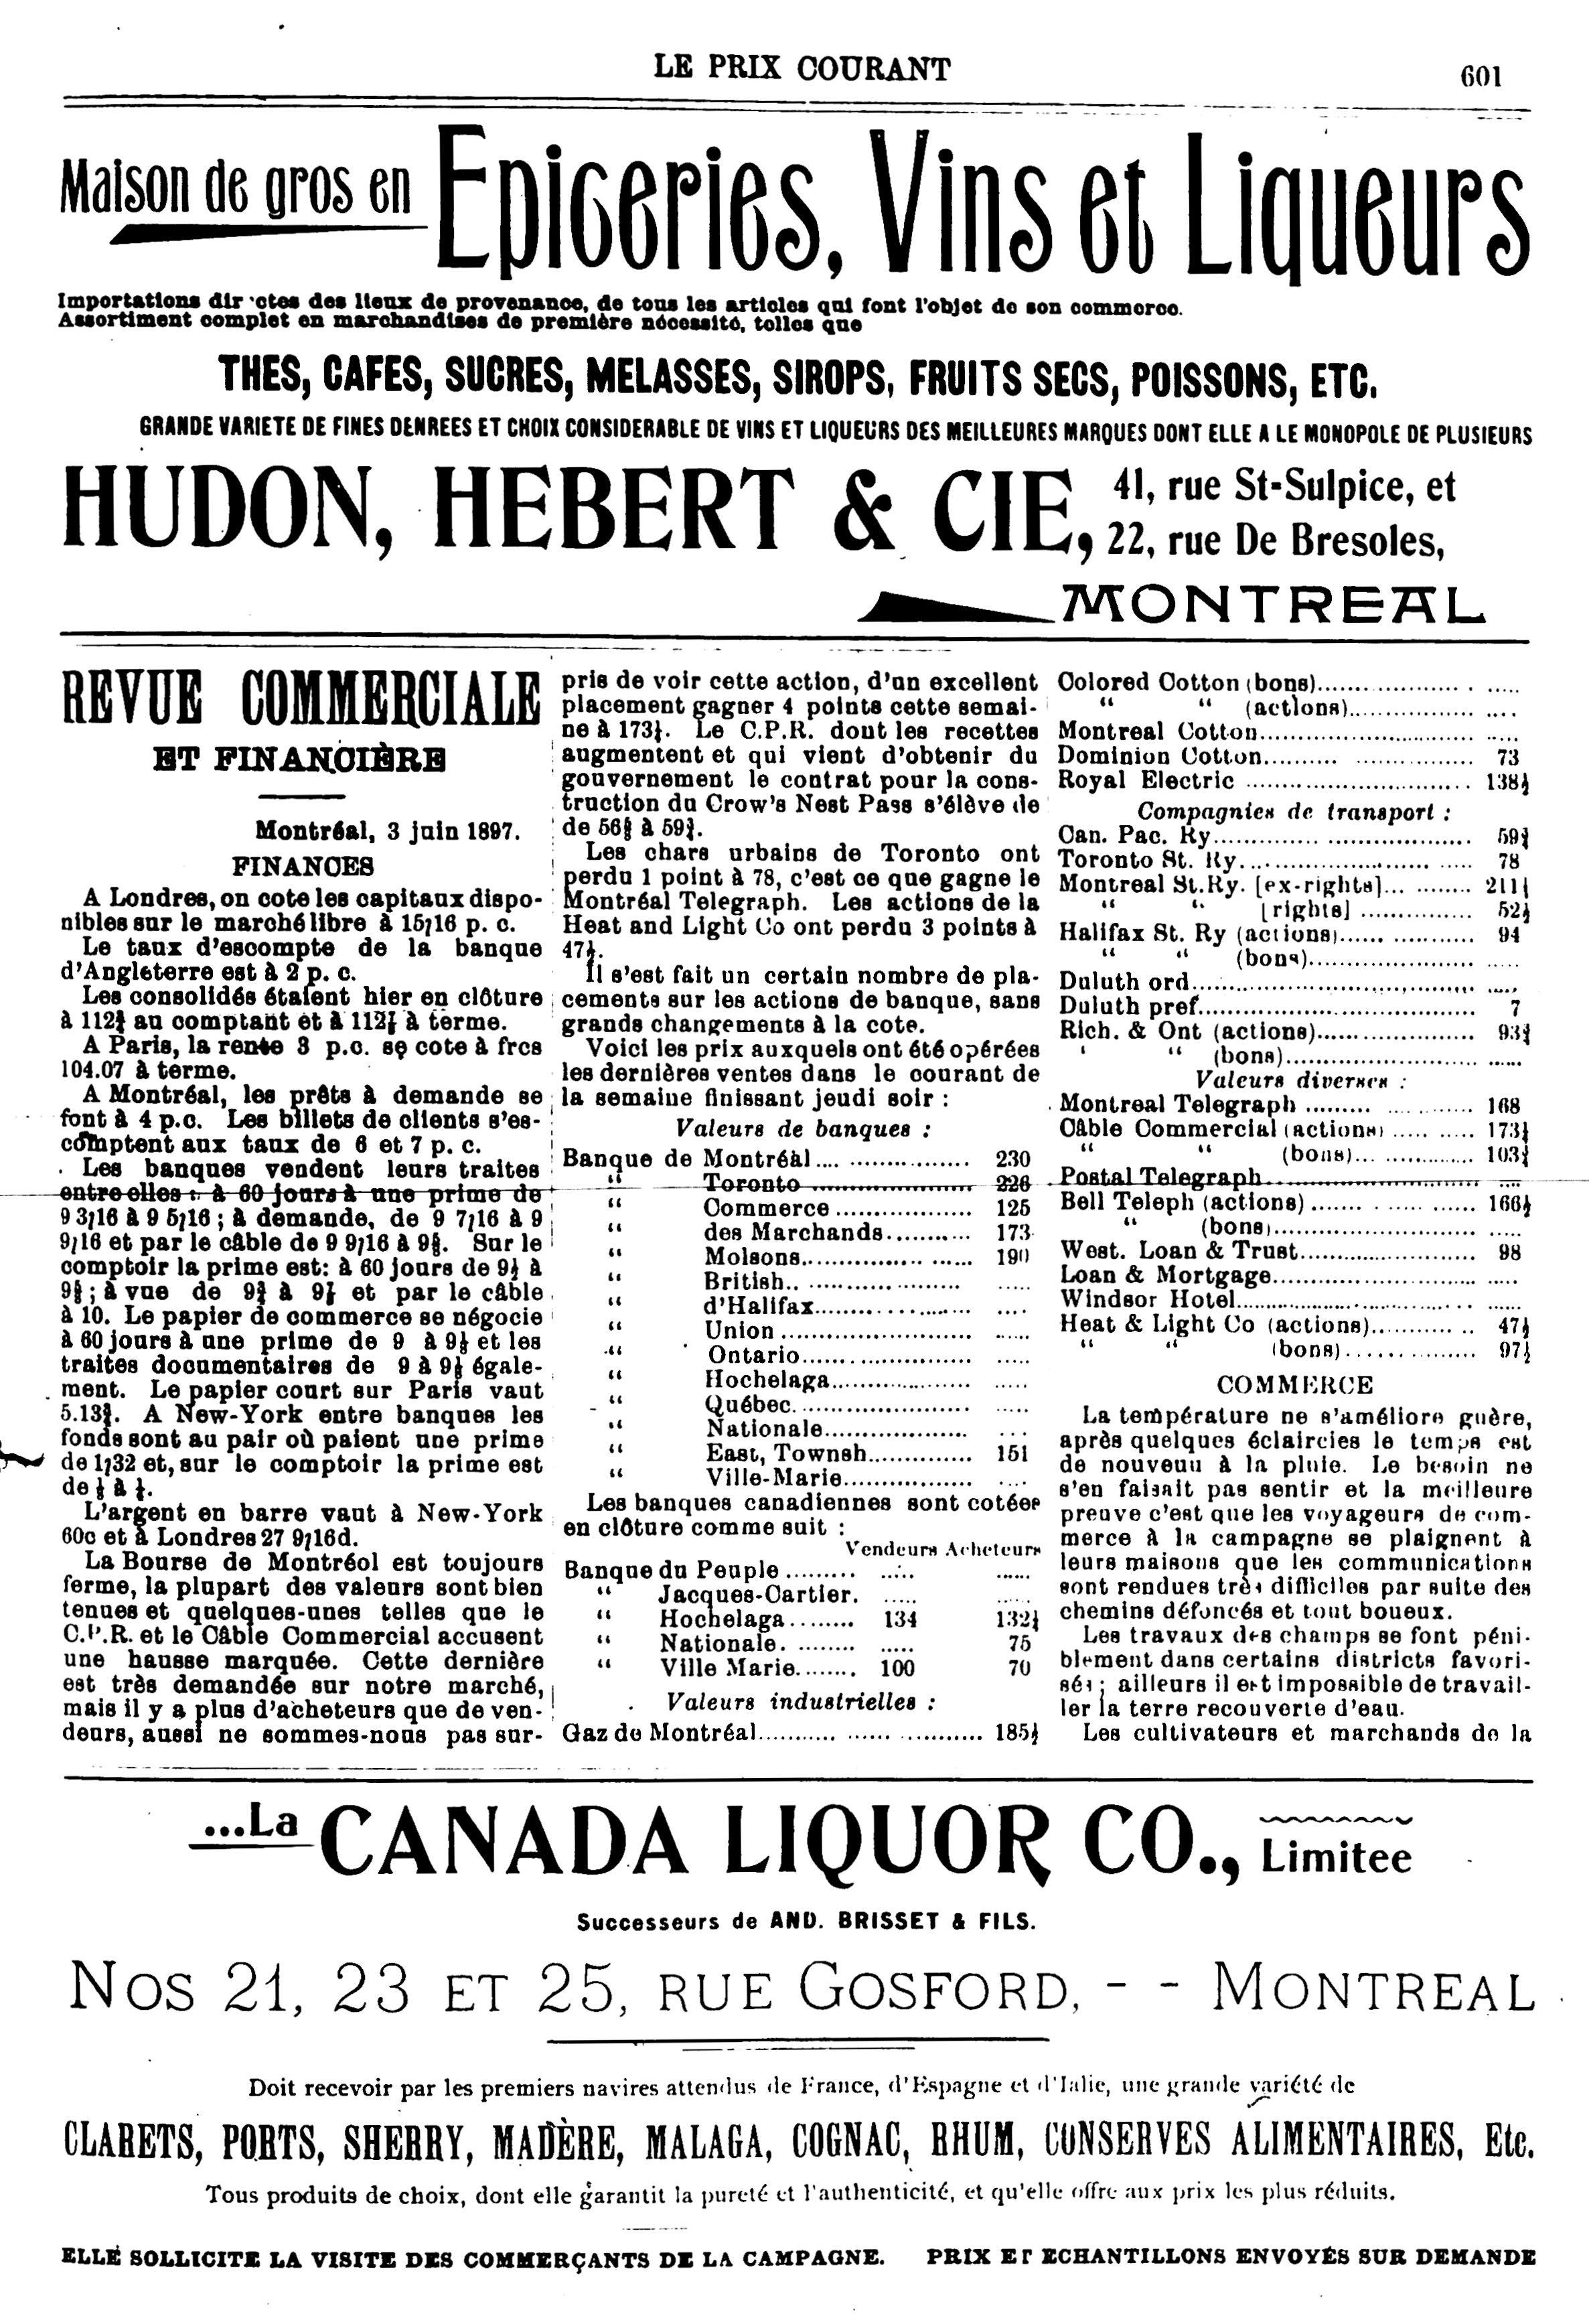 LE PRIX COURANT
601
Maison de gros en Epiceries, Vins et Liqueurs
Importations dir ctes des lieux de provenance, de tous les articles qui font l'objet de son commerce.
Assortiment complet en marchandises de première nécessité, telles que
THES, CAFES, SUCRES, MELASSES, SIROPS, FRUITS SECS, POISSONS, ETC.
GRANDE VARIETE DE FINES DENREES ET CHOIX CONSIDERABLE DE VINS ET LIQUEURS DES MEILLEURES MARQUES DONT ELLE A LE MONOPOLE DE PLUSIEURS
HUDON, HEBERT & CIE,
41, rue St-Sulpice, et
22, rue De Bresoles,
MONTREAL
REVUE COMMERCIALE
ET FINANCIÈRE
Montréal, 3 juin 1897.
FINANCES
A Londres, on cote les capitaux dispo-
nibles sur le marché libre à 15/16 p. c.
Le taux d'escompte de la banque
d'Angleterre est à 2 p. c.
Les consolidés étaient hier en clôture
à 112¾ au comptant et à 112⅞ à terme.
A Paris, la rente 3 p.c. se cote à frcs
104.07 à terme.
A Montréal, les prêts à demande se
font à 4 p.c. Les billets de clients s'es-
comptent aux taux de 6 et 7 p. c.
Les banques vendent leurs traites
entre elles : à 60 jours à une prime de
9 3/16 à 9 5/16 ; à demande, de 9 7/16 à 9
9/16 et par le câble de 9 9/16 à 9⅝. Sur le
comptoir la prime est: à 60 jours de 9½ à
9⅝ ; à vue de 9¾ à 9⅞ et par le câble
à 10. Le papier de commerce se négocie
à 60 jours à une prime de 9 à 9½ et les
traites documentaires de 9 à 9½ égale-
ment. Le papier court sur Paris vaut
5.13¾. A New-York entre banques les
fonds sont au pair où paient une prime
de 1/32 et, sur le comptoir la prime est
de
L'argent en barre vaut à New-York
60c et à Londres 27 9/16d.
La Bourse de Montréol est toujours
ferme, la plupart des valeurs sont bien
tenues et quelques-unes telles que le
C.P.R. et le Câble Commercial accusent
une hausse marquée. Cette dernière
est très demandée sur notre marché,
mais il y a plus d'acheteurs que de ven-
deurs, aussi ne sommes-nous pas sur-
pris de voir cette action, d'un excellent
placement gagner 4 points cette semai-
ne à 173½. Le C.P.R. dont les recettes
augmentent et qui vient d'obtenir du
gouvernement le contrat pour la cons-
truction du Crow's Nest Pass s'élève de
de 56⅝ à 59¾.
Les chars urbains de Toronto ont
perdu 1 point à 78, c'est ce que gagne le
Montréal Telegraph. Les actions de la
Heat and Light Co ont perdu 3 points à
47½.
Il s'est fait un certain nombre de pla-
cements sur les actions de banque, sans
grands changements à la cote.
Voici les prix auxquels ont été opérées
les dernières ventes dans le courant de
la semaine finissant jeudi soir :
Valeurs de banques :
Banque de Montréal.... ................ 230
“ Toronto ........................ 226
“ Commerce .................. 125
“ des Marchands........... 173
“ Molsons...................... 190
“ British.. ..................... .....
“ d'Halifax..................... ....
“ Union ........................ ......
“ Ontario........................ .....
“ Hochelaga.................... .....
“ Québec........................ .....
“ Nationale..................... ...
“ East, Townsh.............. 151
“ Ville-Marie................. ....
Les banques canadiennes sont cotées
en clôture comme suit :
Vendeurs Acheteurs
Banque du Peuple ......... ..... ......
“ Jacques-Cartier. ..... .....
“ Hochelaga........ 134 132½
“ Nationale. ........ ..... 75
“ Ville Marie........ 100 70
Valeurs industrielles :
Gaz de Montréal........... ...... ........... 185½
Colored Cotton (bons)................... . .....
“ “ (actions)................. ....
Montreal Cotton............................ .....
Dominion Cotton.......... ............... 73
Royal Electric ............................... 138½
Compagnies de transport :
Can. Pac. Ry............... .................. 59¾
Toronto St. Ry....................... ..... 78
Montreal St.Ry. [ex-rights]... ........ 211½
“ “ [rights] ............... 52½
Halifax St. Ry (actions)...... ........... 94
“ “ (bons)....................... .....
Duluth ord.................................... .....
Duluth pref................................... 7
Rich. & Ont (actions)..................... 93¾
“ (bons)......................... ......
Valeurs diverses :
Montreal Telegraph ......... ........... 168
Câble Commercial (actions) ..... ..... 173½
“ “ (bons)... ............ 103¾
Postal Telegraph........................... ....
Bell Teleph (actions) ....... ..... ...... 166½
“ (bons)........................... .....
West. Loan & Trust........................ 98
Loan & Mortgage........................... .....
Windsor Hotel............................... ......
Heat & Light Co (actions)........... .. 47½
“ “ (bons)................ 97½
COMMERCE
La température ne s'améliore guère,
après quelques éclaircies le temps est
de nouveau à la pluie. Le besoin ne
s'en faisait pas sentir et la meilleure
preuve c'est que les voyageurs de com-
merce à la campagne se plaignent à
leurs maisons que les communications
sont rendues très difficiles par suite des
chemins défoncés et tout boueux.
Les travaux des champs se font péni-
blement dans certains districts favori-
sés ; ailleurs il est impossible de travail-
ler la terre recouverte d'eau.
Les cultivateurs et marchands de la
...La CANADA LIQUOR CO., Limitee
Successeurs de AND. BRISSET & FILS.
NOS 21, 23 ET 25, RUE GOSFORD, - - MONTREAL
Doit recevoir par les premiers navires attendus de France, d'Espagne et d'Italie, une grande variété de
CLARETS, PORTS, SHERRY, MADÈRE, MALAGA, COGNAC, RHUM, CONSERVES ALIMENTAIRES, Etc.
Tous produits de choix, dont elle garantit la pureté et l'authenticité, et qu'elle offre aux prix les plus réduits.
ELLE SOLLICITE LA VISITE DES COMMERÇANTS DE LA CAMPAGNE. PRIX ET ECHANTILLONS ENVOYÉS SUR DEMANDE